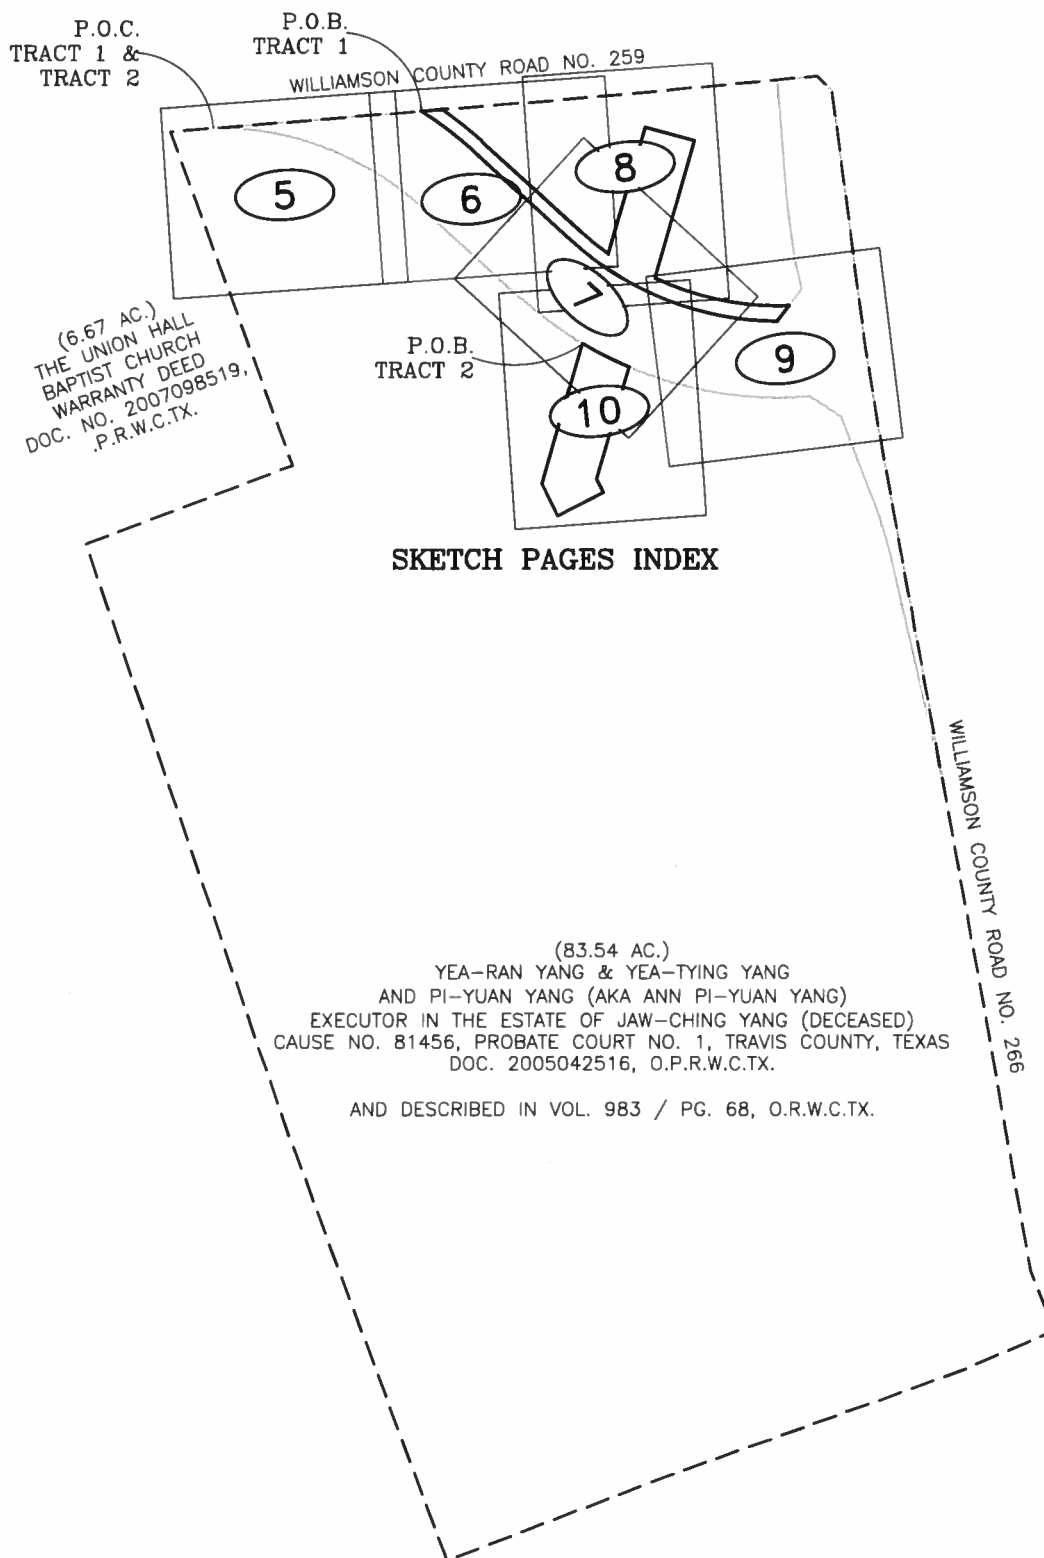 P.O.C.
TRACT 1 &
TRACT 2
P.O.B.
TRACT 1
WILLIAMSON COUNTY ROAD NO. 259
5
6
7
8
9
10
(6.67 AC.)
THE UNION HALL
BAPTIST CHURCH
WARRANTY DEED
DOC. NO. 2007098519,
.P.R.W.C.TX.
P.O.B.
TRACT 2
SKETCH PAGES INDEX
WILLIAMSON COUNTY ROAD NO. 266
(83.54 AC.)
YEA-RAN YANG & YEA-TYING YANG
AND PI-YUAN YANG (AKA ANN PI-YUAN YANG)
EXECUTOR IN THE ESTATE OF JAW-CHING YANG (DECEASED)
CAUSE NO. 81456, PROBATE COURT NO. 1, TRAVIS COUNTY, TEXAS
DOC. 2005042516, O.P.R.W.C.TX.
AND DESCRIBED IN VOL. 983 / PG. 68, O.R.W.C.TX.